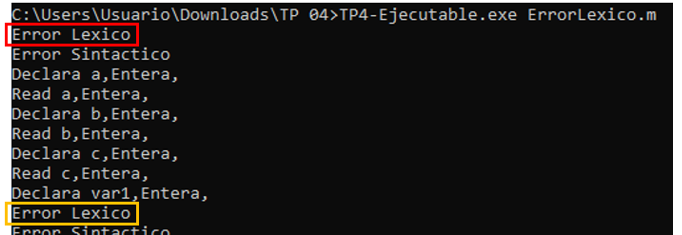 C:\Users\Usuario\Downloads\TP 04>TP4-Ejecutable.exe ErrorLexico.m
Error Lexico
Error Sintactico
Declara a,Entera,
Read a,Entera,
Declara b,Entera,
Read b,Entera,
Declara c,Entera,
Read c,Entera,
Declara var1,Entera,
Error Lexico
Error Sintactico